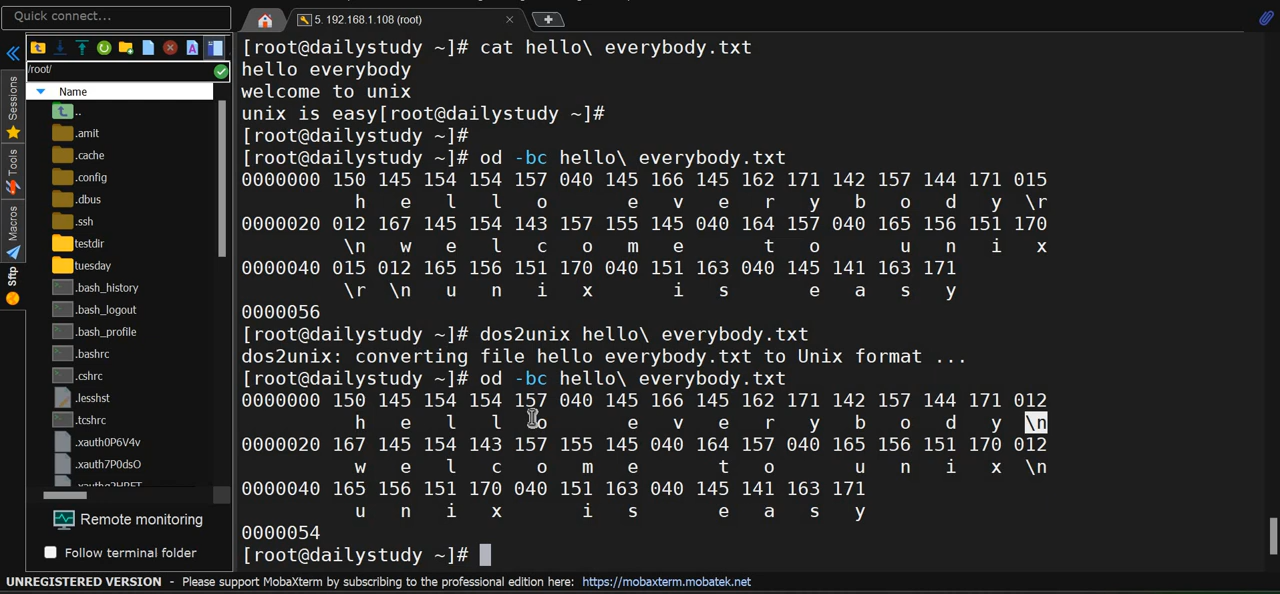 Quick connect...
5. 192.168.1.108 (root)
/root/
Name
..
.amit
.cache
.config
.dbus
.ssh
testdir
tuesday
.bash_history
.bash_logout
.bash_profile
.bashrc
.cshrc
.lesshst
.tcshrc
.xauth0P6V4v
.xauth7P0dsO
Remote monitoring
Follow terminal folder
Sessions
Tools
Macros
Sftp
[root@dailystudy ~]# cat hello\ everybody.txt
hello everybody
welcome to unix
unix is easy[root@dailystudy ~]#
[root@dailystudy ~]#
[root@dailystudy ~]# od -bc hello\ everybody.txt
0000000 150 145 154 154 157 040 145 166 145 162 171 142 157 144 171 015
h e l l o e v e r y b o d y \r
0000020 012 167 145 154 143 157 155 145 040 164 157 040 165 156 151 170
\n w e l c o m e t o u n i x
0000040 015 012 165 156 151 170 040 151 163 040 145 141 163 171
\r \n u n i x i s e a s y
0000056
[root@dailystudy ~]# dos2unix hello\ everybody.txt
dos2unix: converting file hello everybody.txt to Unix format ...
[root@dailystudy ~]# od -bc hello\ everybody.txt
0000000 150 145 154 154 157 040 145 166 145 162 171 142 157 144 171 012
h e l l o e v e r y b o d y \n
0000020 167 145 154 143 157 155 145 040 164 157 040 165 156 151 170 012
w e l c o m e t o u n i x \n
0000040 165 156 151 170 040 151 163 040 145 141 163 171
u n i x i s e a s y
0000054
[root@dailystudy ~]#
UNREGISTERED VERSION - Please support MobaXterm by subscribing to the professional edition here: https://mobaxterm.mobatek.net